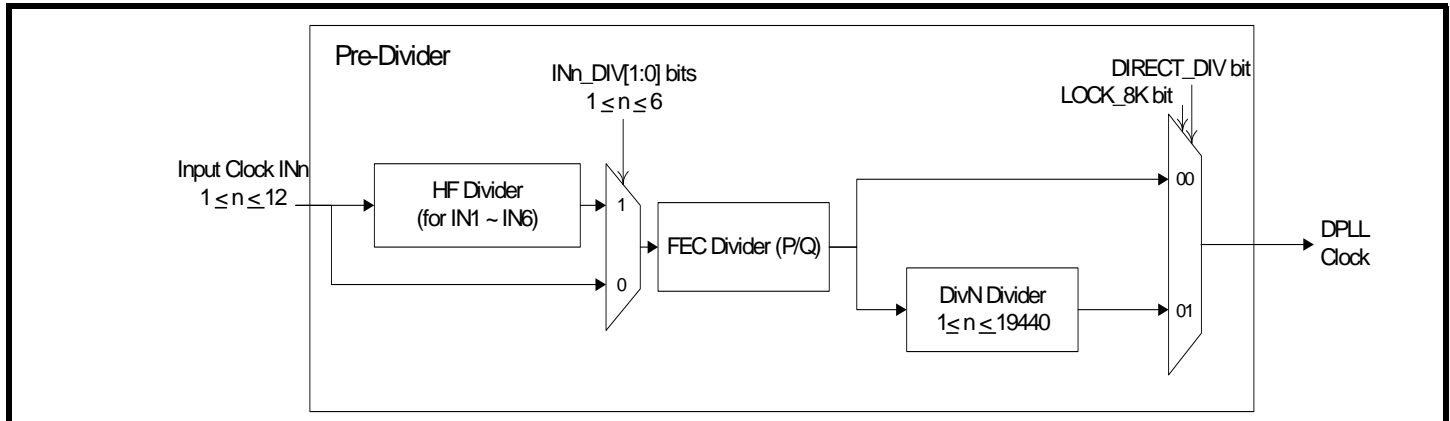 Pre-Divider
INn_DIV[1:0] bits
1 ≤ n ≤ 6
DIRECT_DIV bit
LOCK_8K bit
Input Clock INn
1 ≤ n ≤ 12
HF Divider
(for IN1 ~ IN6)
1
0
FEC Divider (P/Q)
00
DivN Divider
1≤ n ≤ 19440
01
DPLL
Clock